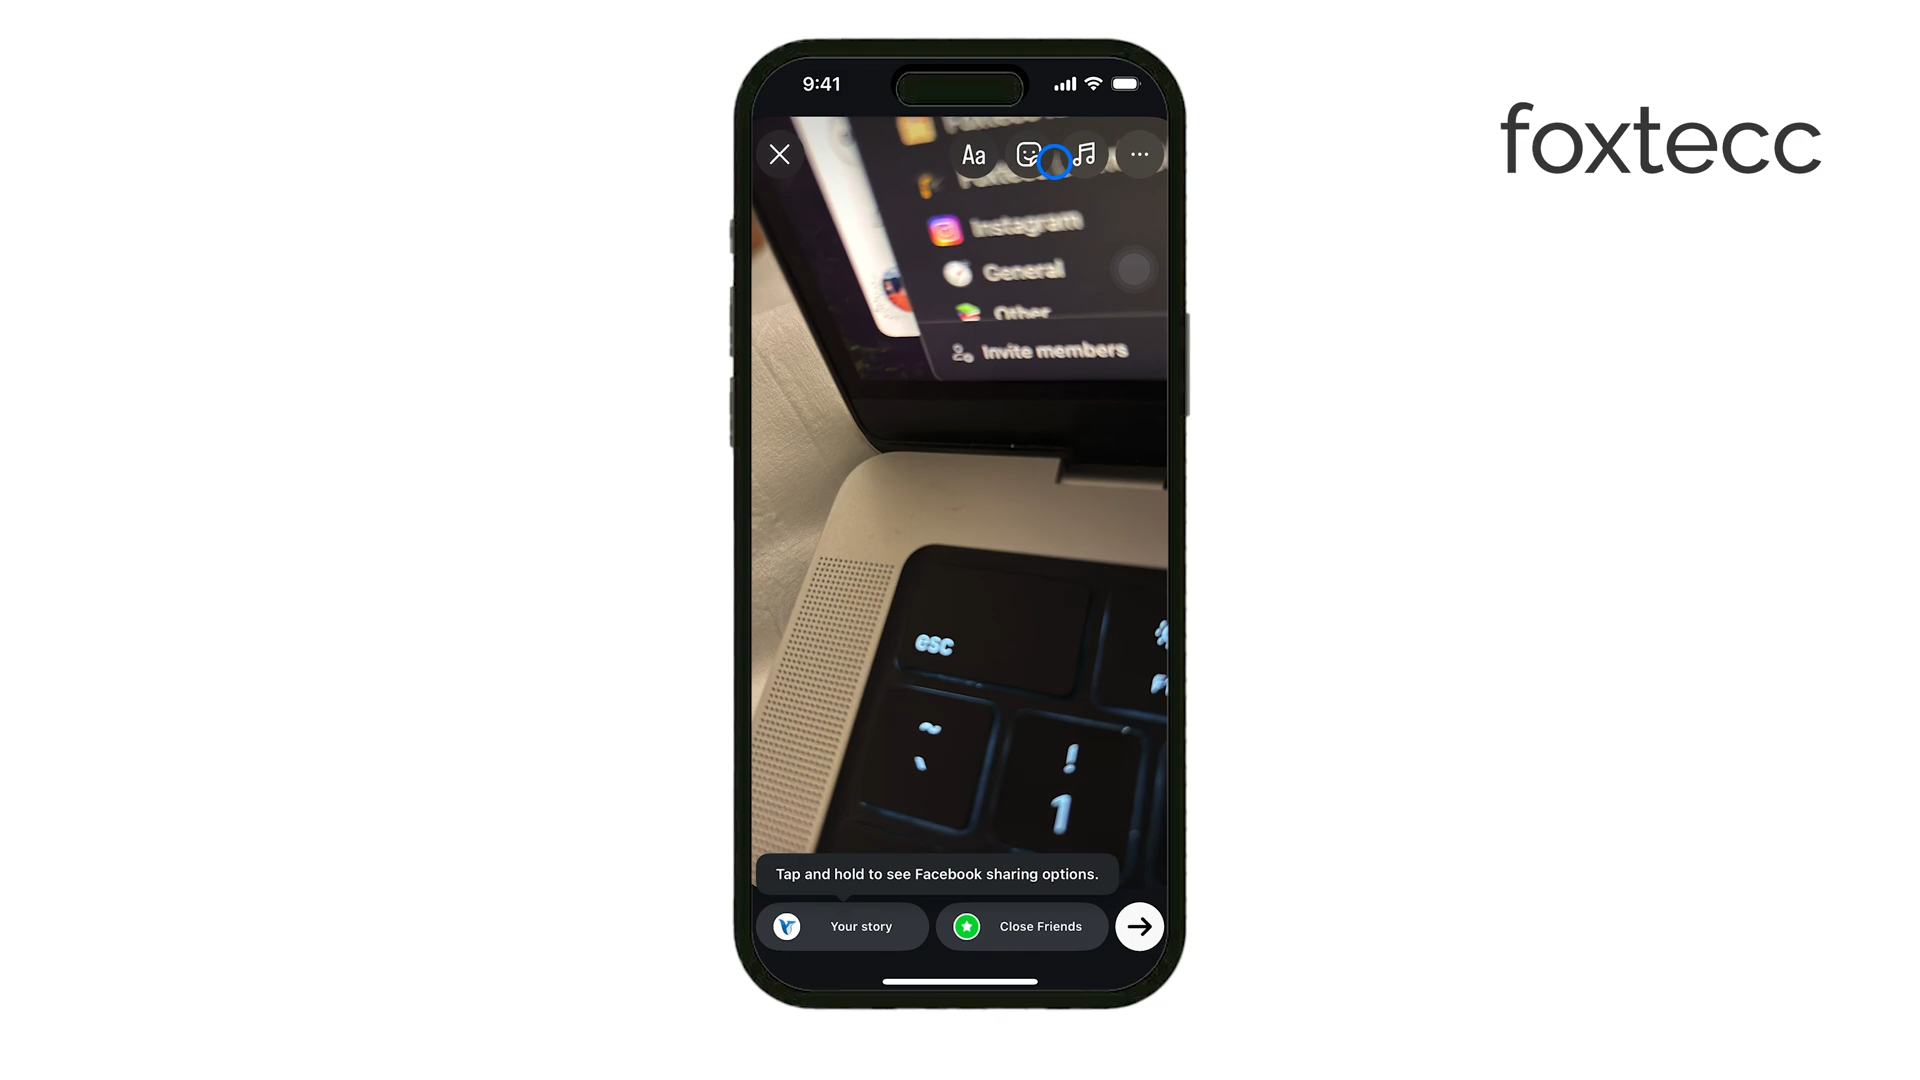 foxtecc
9:41
Aa
Instagram
General
Other
Invite members
esc
~
`
!
1
Tap and hold to see Facebook sharing options.
Your story
Close Friends